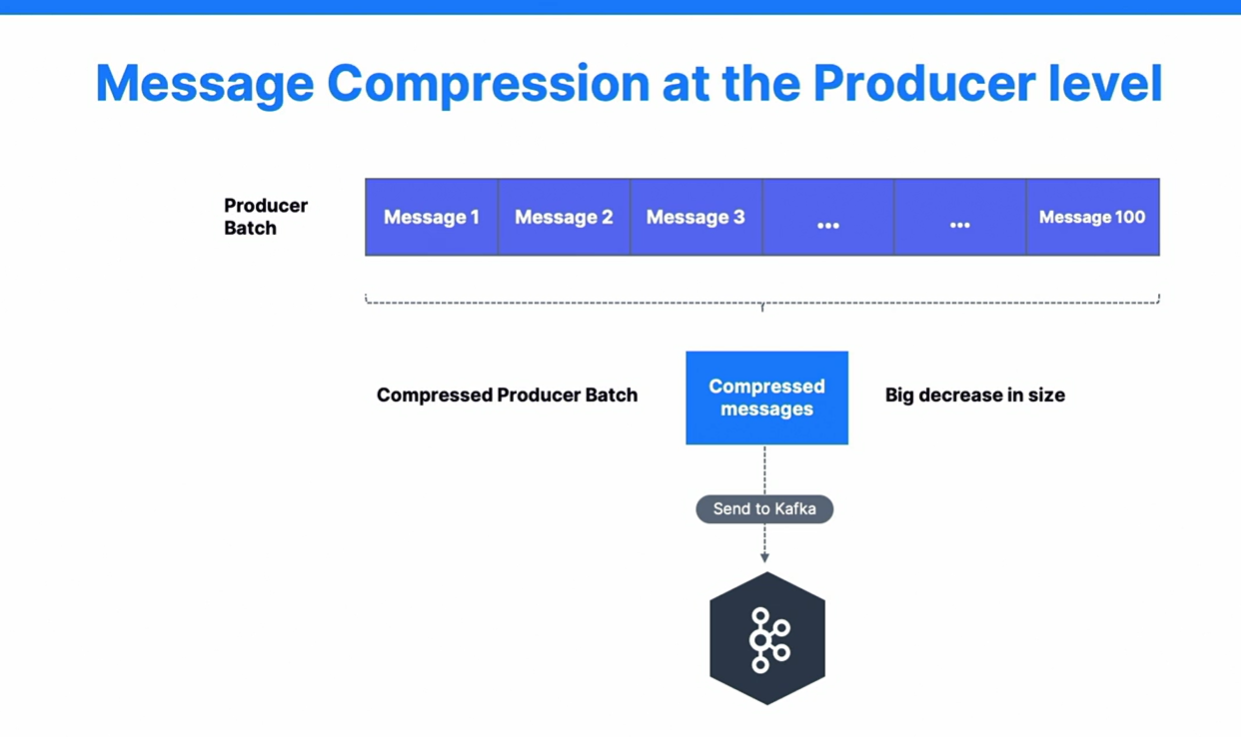 Message Compression at the Producer level
Producer
Batch
Message 1
Message 2
Message 3
...
...
Message 100
Compressed Producer Batch
Compressed
messages
Big decrease in size
Send to Kafka